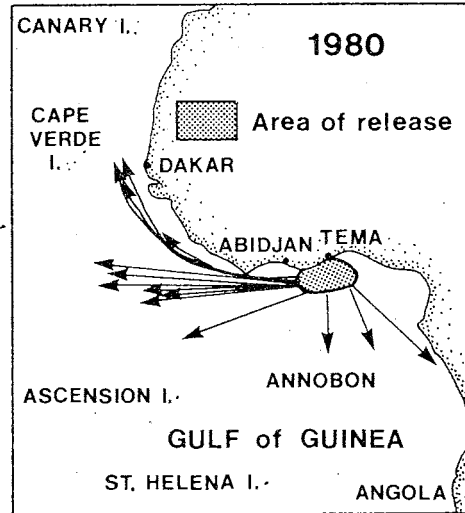 CANARY I.
1980
CAPE
VERDE
I.
Area of release
DAKAR
ABIDJAN TEMA
ANNOBON
ASCENSION I.
GULF of GUINEA
ST. HELENA I.
ANGOLA